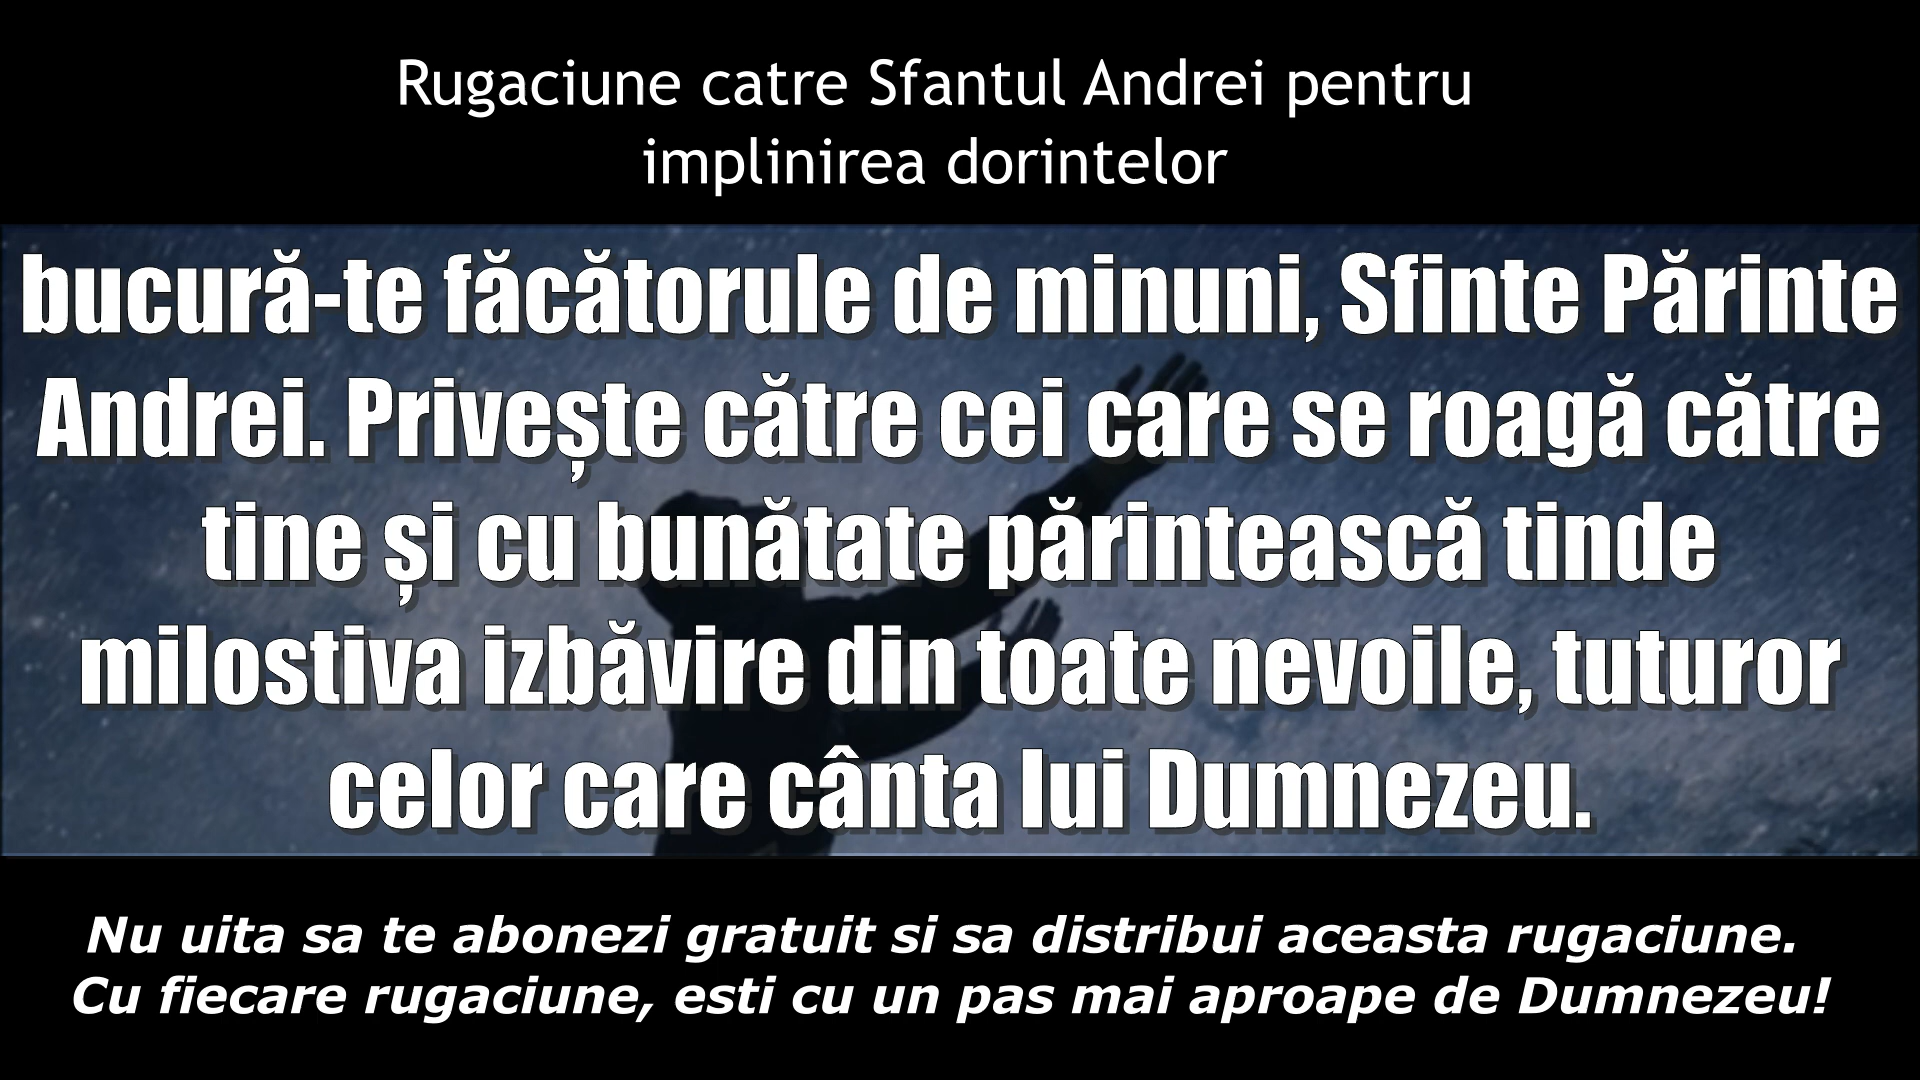 Rugaciune catre Sfantul Andrei pentru
implinirea dorintelor
bucură-te făcătorule de minuni, Sfinte Părinte
Andrei. Privește către cei care se roagă către
tine și cu bunătate părintească tinde
milostiva izbăvire din toate nevoile, tuturor
celor care cânta lui Dumnezeu.
Nu uita sa te abonezi gratuit si sa distribui aceasta rugaciune.
Cu fiecare rugaciune, esti cu un pas mai aproape de Dumnezeu!